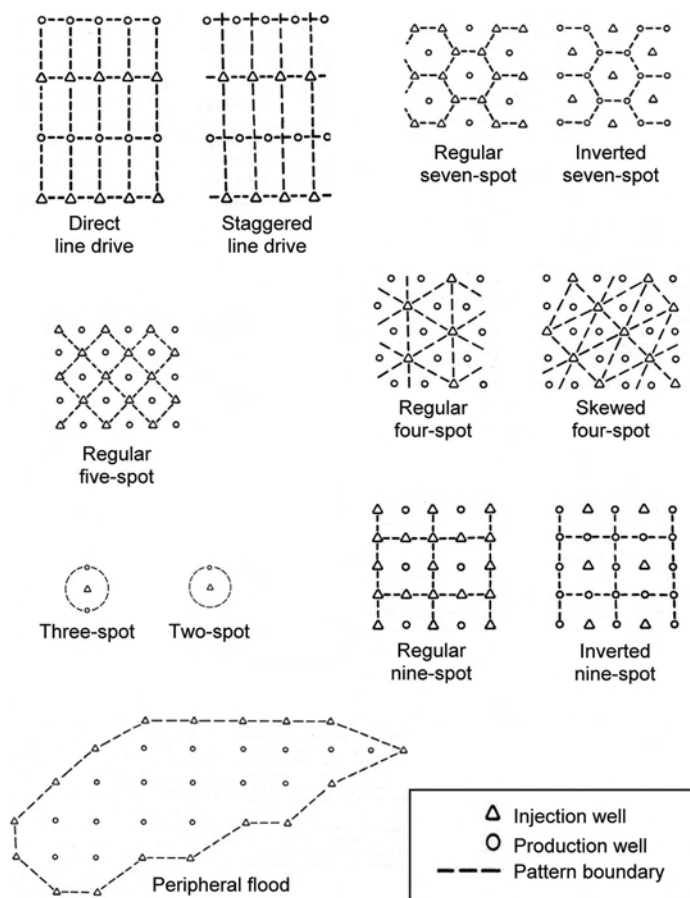 Direct
line drive
Staggered
line drive
Regular
seven-spot
Inverted
seven-spot
Regular
five-spot
Regular
four-spot
Skewed
four-spot
Three-spot
Two-spot
Regular
nine-spot
Inverted
nine-spot
Peripheral flood
Injection well
Production well
Pattern boundary